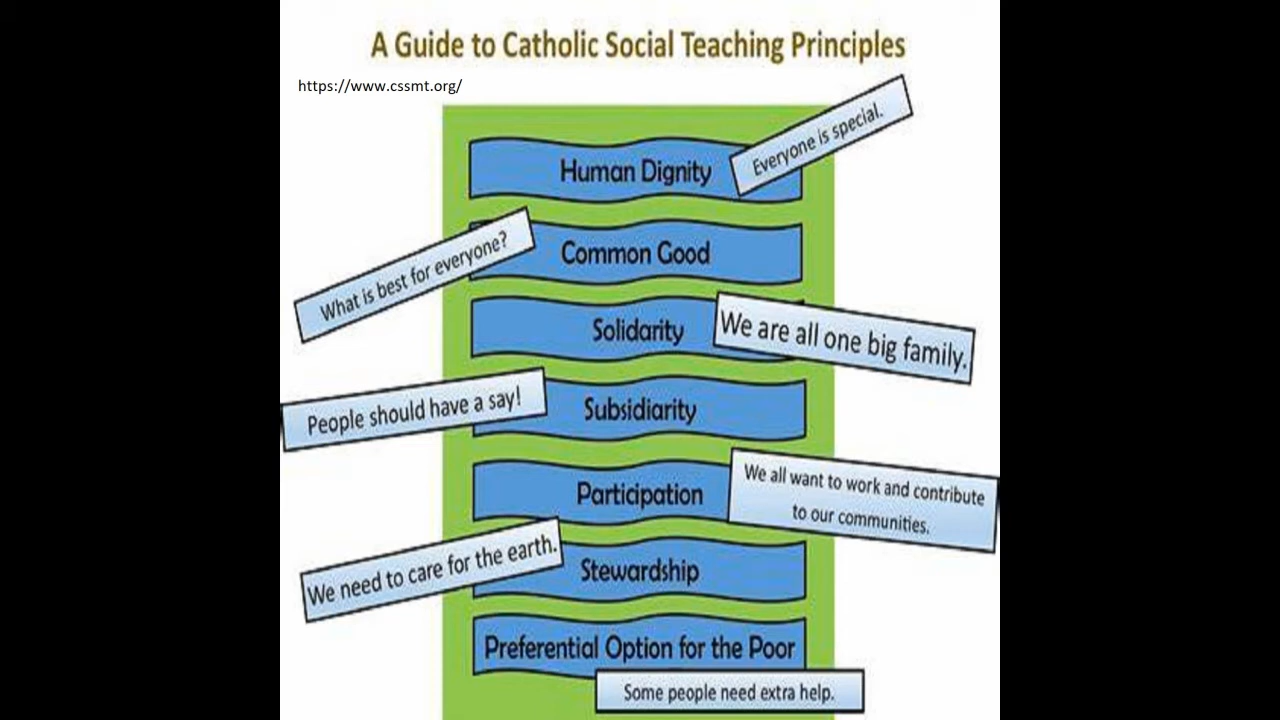 A Guide to Catholic Social Teaching Principles
https://www.cssmt.org/
Human Dignity
Everyone is special.
Common Good
What is best for everyone?
Solidarity
We are all one big family.
Subsidiarity
People should have a say!
Participation
We all want to work and contribute
to our communities.
Stewardship
We need to care for the earth.
Preferential Option for the Poor
Some people need extra help.